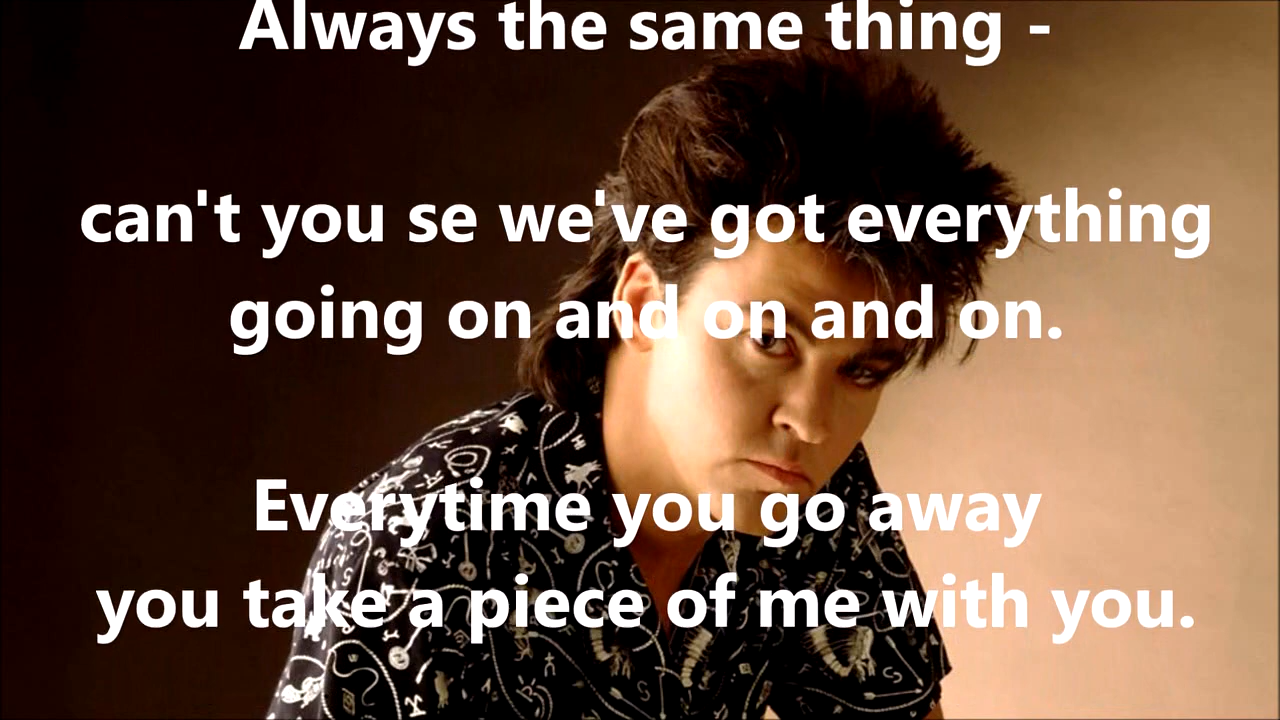 Always the same thing -
can't you se we've got everything
going on and on and on.
Everytime you go away
you take a piece of me with you.